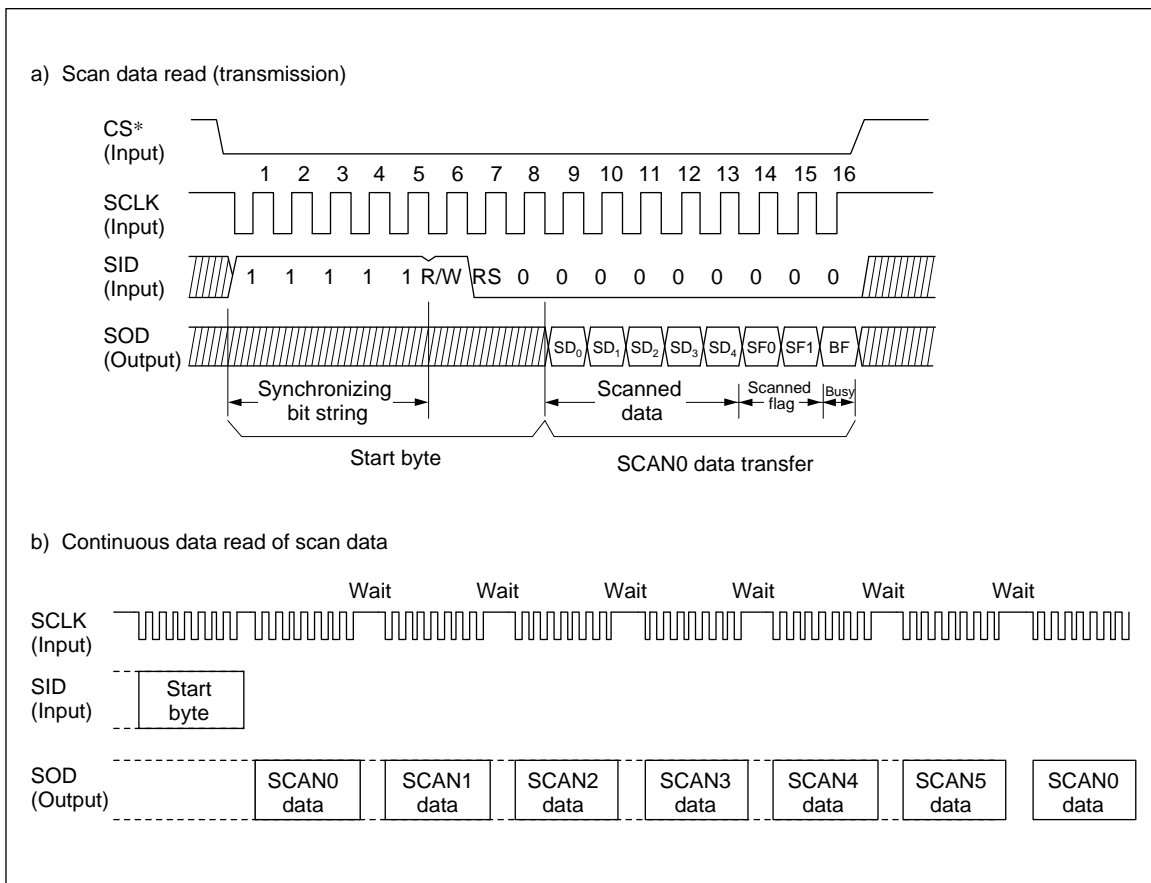 a) Scan data read (transmission)
CS*
(Input)
1 2 3 4 5 6 7 8 9 10 11 12 13 14 15 16
SCLK
(Input)
SID
(Input)
1 1 1 1 1 R/W RS 0 0 0 0 0 0 0 0 0
SOD
(Output)
SD0 SD1 SD2 SD3 SD4 SF0 SF1 BF
Synchronizing
bit string
Scanned
data
Scanned
flag
Busy
Start byte
SCAN0 data transfer
b) Continuous data read of scan data
Wait Wait Wait Wait Wait Wait
SCLK
(Input)
SID
(Input)
Start
byte
SOD
(Output)
SCAN0
data
SCAN1
data
SCAN2
data
SCAN3
data
SCAN4
data
SCAN5
data
SCAN0
data